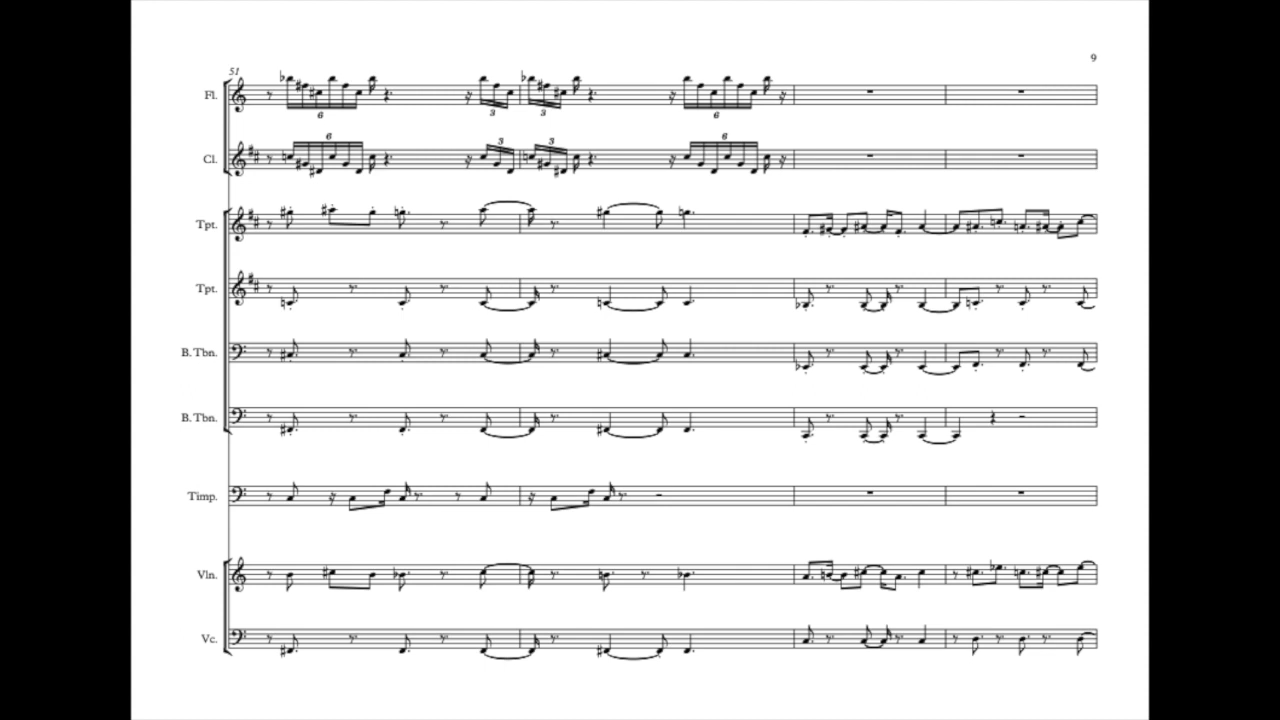 9
51
Fl.
6 3 3 6
Cl.
6 3 3 6
Tpt.
Tpt.
B. Tbn.
B. Tbn.
Timp.
Vln.
Vc.